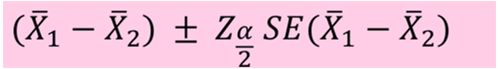 (X̄₁ − X̄₂) ± Z_{α/2} SE(X̄₁ − X̄₂)